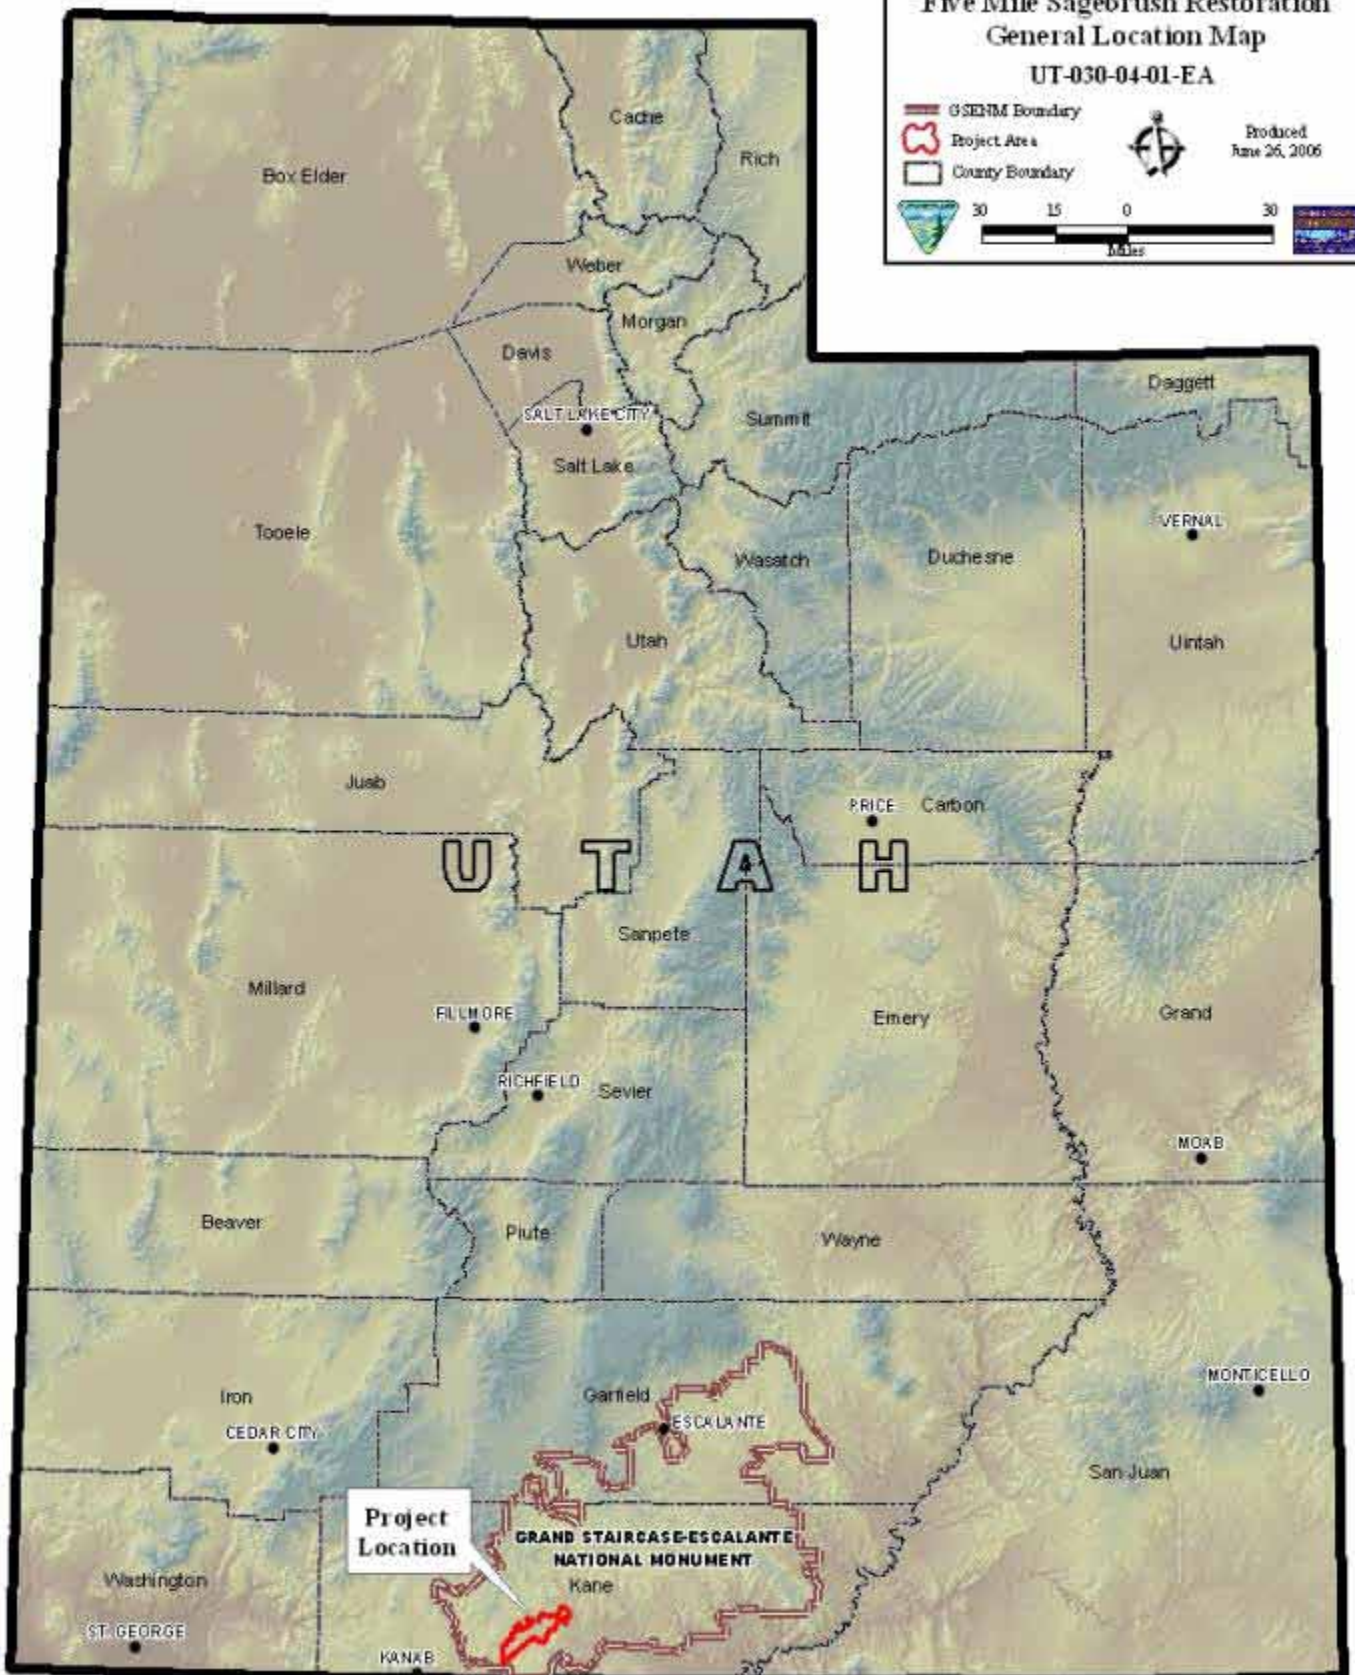 Five Mile Sagebrush Restoration
General Location Map
UT-030-04-01-EA
GSENM Boundary
Project Area
County Boundary
Produced
June 26, 2006
30 15 0 30
Miles
Cache
Rich
Box Elder
Weber
Morgan
Davis
Daggett
SALT LAKE CITY
Summit
Salt Lake
VERNAL
Tooele
Wasatch
Duchesne
Utah
Uintah
Juab
PRICE
Carbon
U T A H
Sanpete
Millard
FILLMORE
Emery
Grand
RICHFIELD
Sevier
MOAB
Beaver
Piute
Wayne
MONTICELLO
Iron
Garfield
CEDAR CITY
ESCALANTE
San Juan
Project
Location
GRAND STAIRCASE-ESCALANTE
NATIONAL MONUMENT
Kane
Washington
ST. GEORGE
KANAB